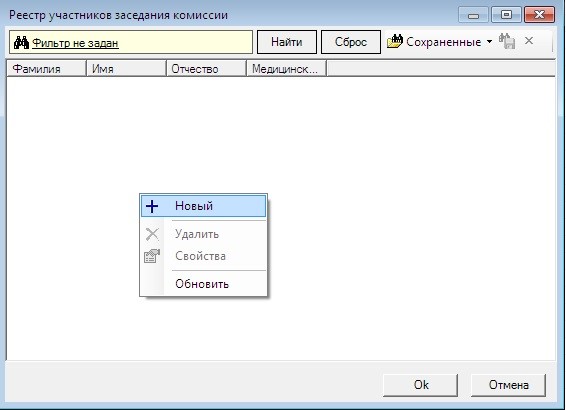 Реестр участников заседания комиссии
Фильтр не задан Найти Сброс Сохраненные
Фамилия Имя Отчество Медицинск...
Новый
Удалить
Свойства
Обновить
Ok Отмена